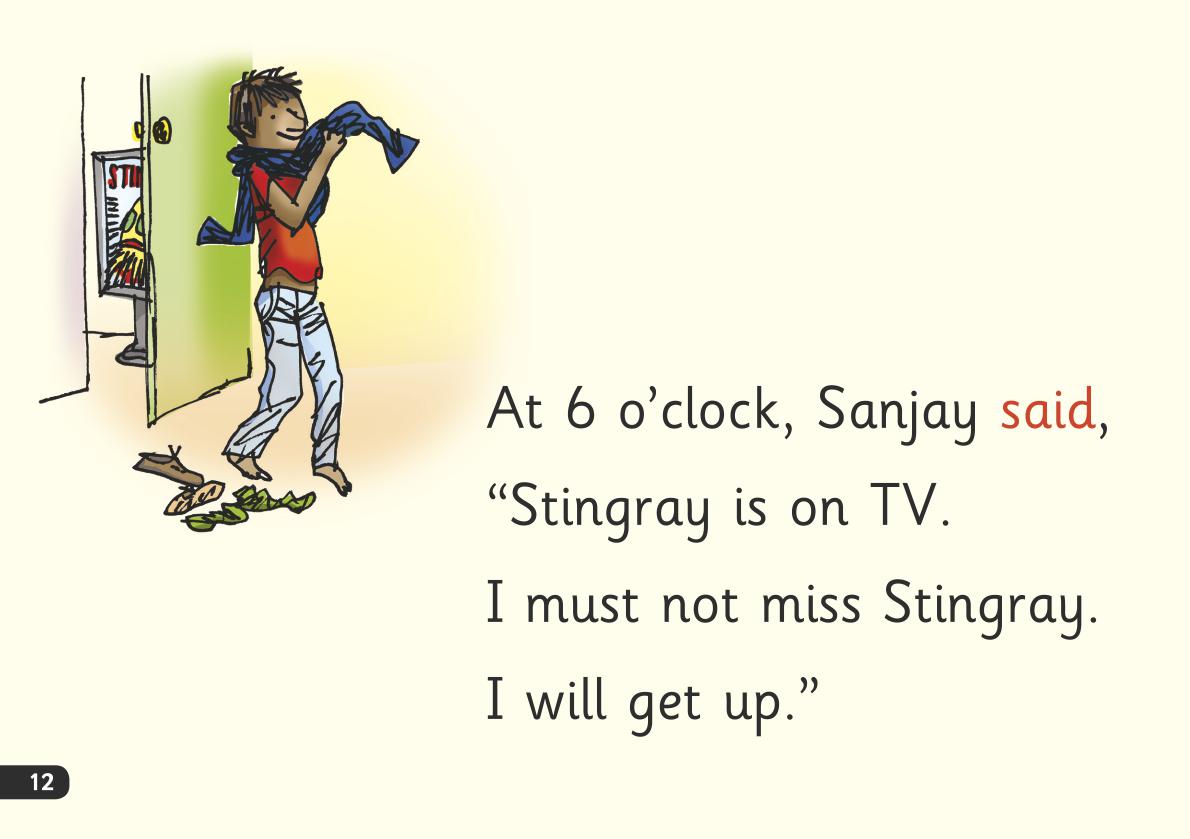 STI
At 6 o’clock, Sanjay said,
“Stingray is on TV.
I must not miss Stingray.
I will get up.”
12